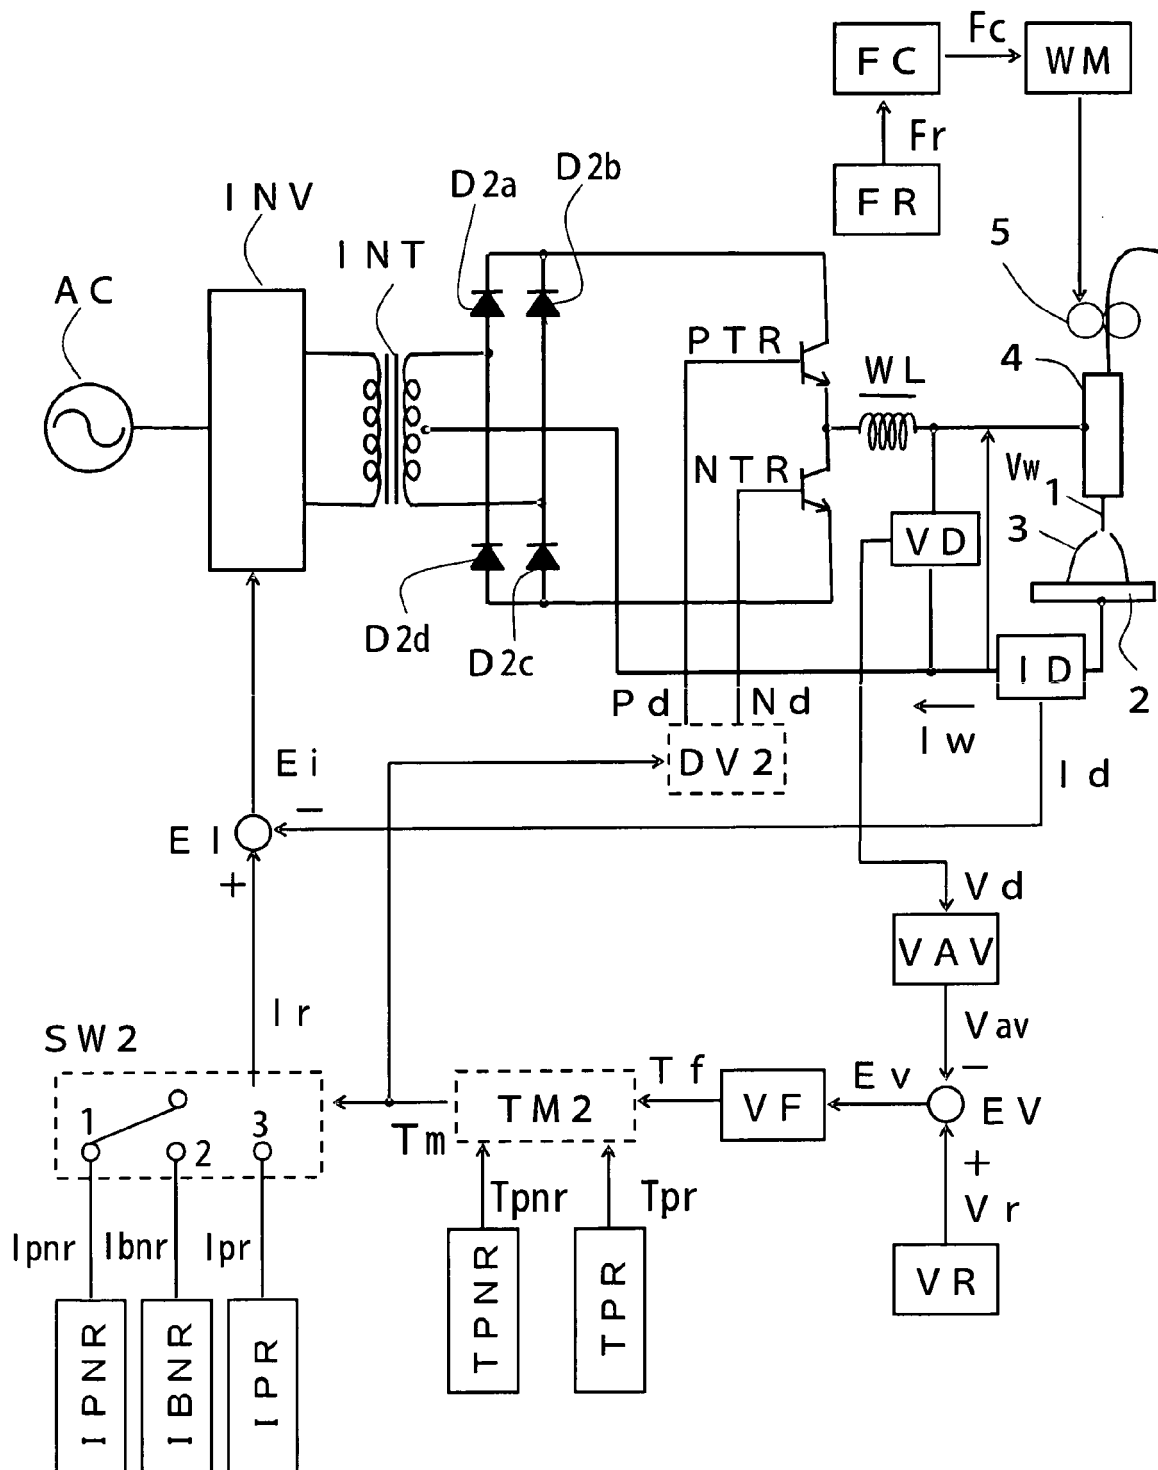 Fc
FC
WM
Fr
FR
D2a
D2b
INV
INT
AC
5
PTR
WL
4
NTR
Vw
1
3
VD
D2d
D2c
ID
2
Pd
Nd
Iw
DV2
Ei
Id
−
EI
+
Vd
VAV
Ir
Vav
SW2
−
Tf
Ev
TM2
VF
EV
1
3
2
Tm
+
Tpnr
Tpr
Vr
Ipnr
Ibnr
Ipr
TPNR
TPR
VR
IPNR
IBNR
IPR